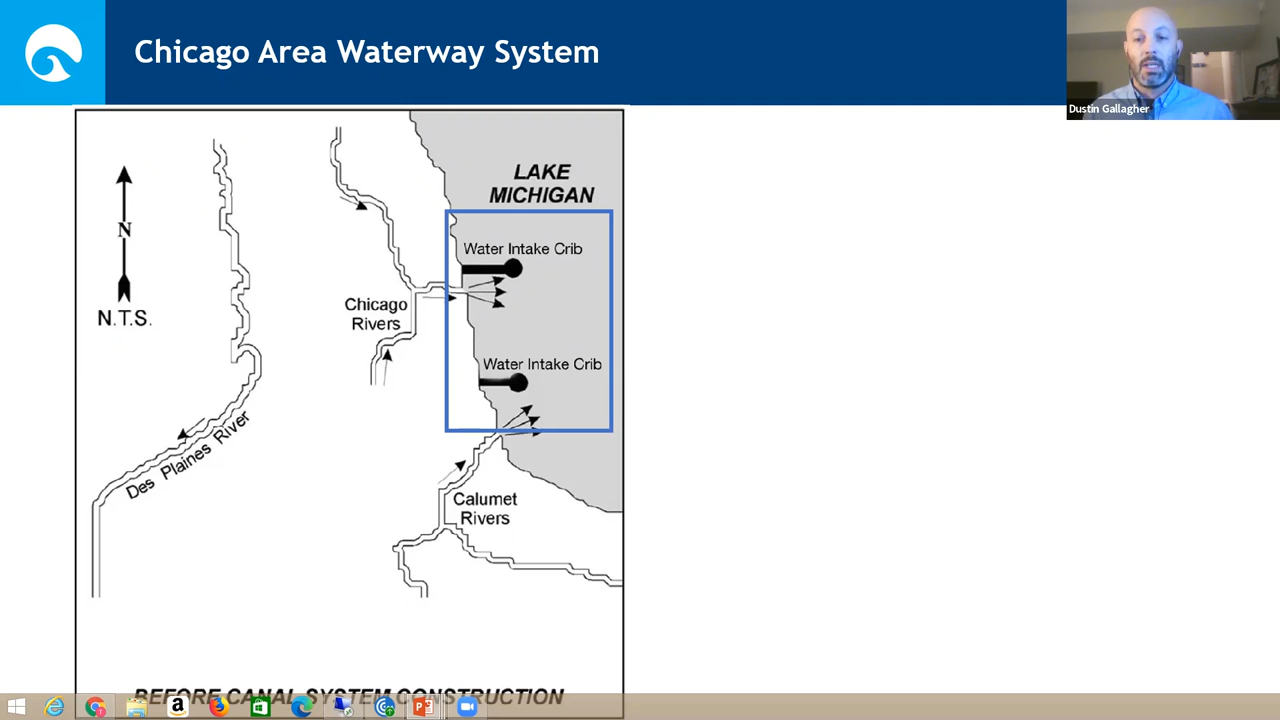 Chicago Area Waterway System
Dustin Gallagher
LAKE
MICHIGAN
N
N.T.S.
Water Intake Crib
Chicago
Rivers
Water Intake Crib
Des Plaines River
Calumet
Rivers
BEFORE CANAL SYSTEM CONSTRUCTION